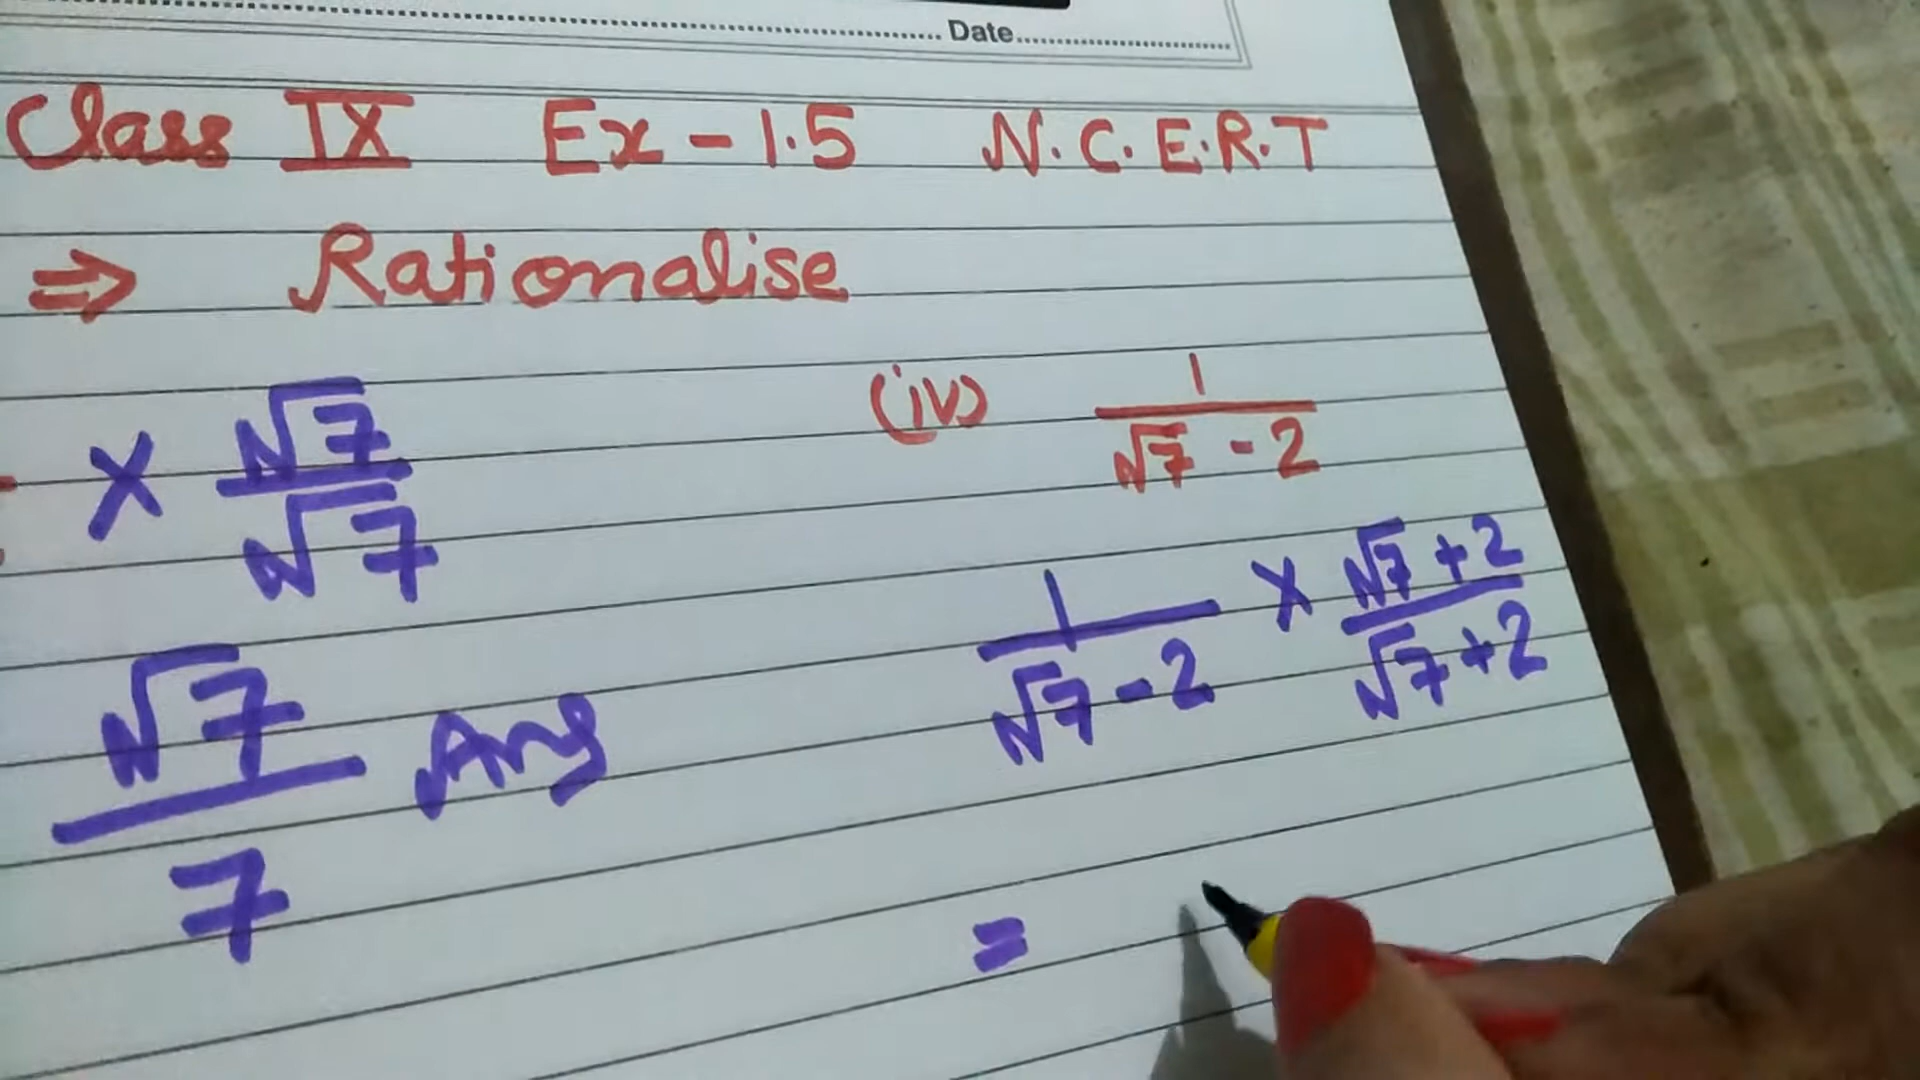 Date
Class IX Ex - 1.5 N.C.E.R.T
⇒ Rationalise
× √7/√7
√7/7 Ans
(iv) 1/(√7 - 2)
1/(√7 - 2) × (√7 + 2)/(√7 + 2)
=